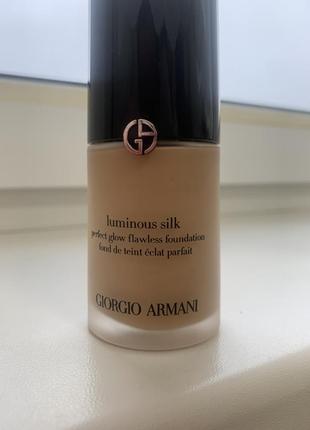 luminous silk
perfect glow flawless foundation
fond de teint éclat parfait
GIORGIO ARMANI